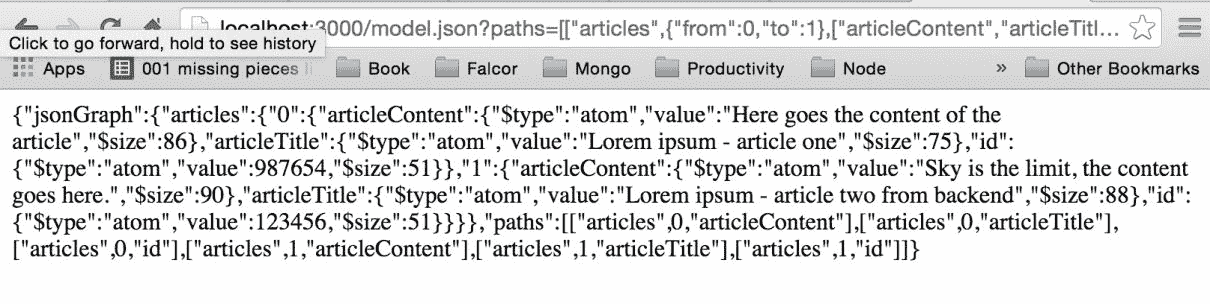 localhost:3000/model.json?paths=[["articles",{"from":0,"to":1},["articleContent","articleTitl...
Click to go forward, hold to see history
Apps 001 missing pieces li Book Falcor Mongo Productivity Node » Other Bookmarks
{"jsonGraph":{"articles":{"0":{"articleContent":{"$type":"atom","value":"Here goes the content of the
article","$size":86},"articleTitle":{"$type":"atom","value":"Lorem ipsum - article one","$size":75},"id":
{"$type":"atom","value":987654,"$size":51}},"1":{"articleContent":{"$type":"atom","value":"Sky is the limit, the content
goes here.","$size":90},"articleTitle":{"$type":"atom","value":"Lorem ipsum - article two from backend","$size":88},"id":
{"$type":"atom","value":123456,"$size":51}}}},"paths":[["articles",0,"articleContent"],["articles",0,"articleTitle"],
["articles",0,"id"],["articles",1,"articleContent"],["articles",1,"articleTitle"],["articles",1,"id"]]}